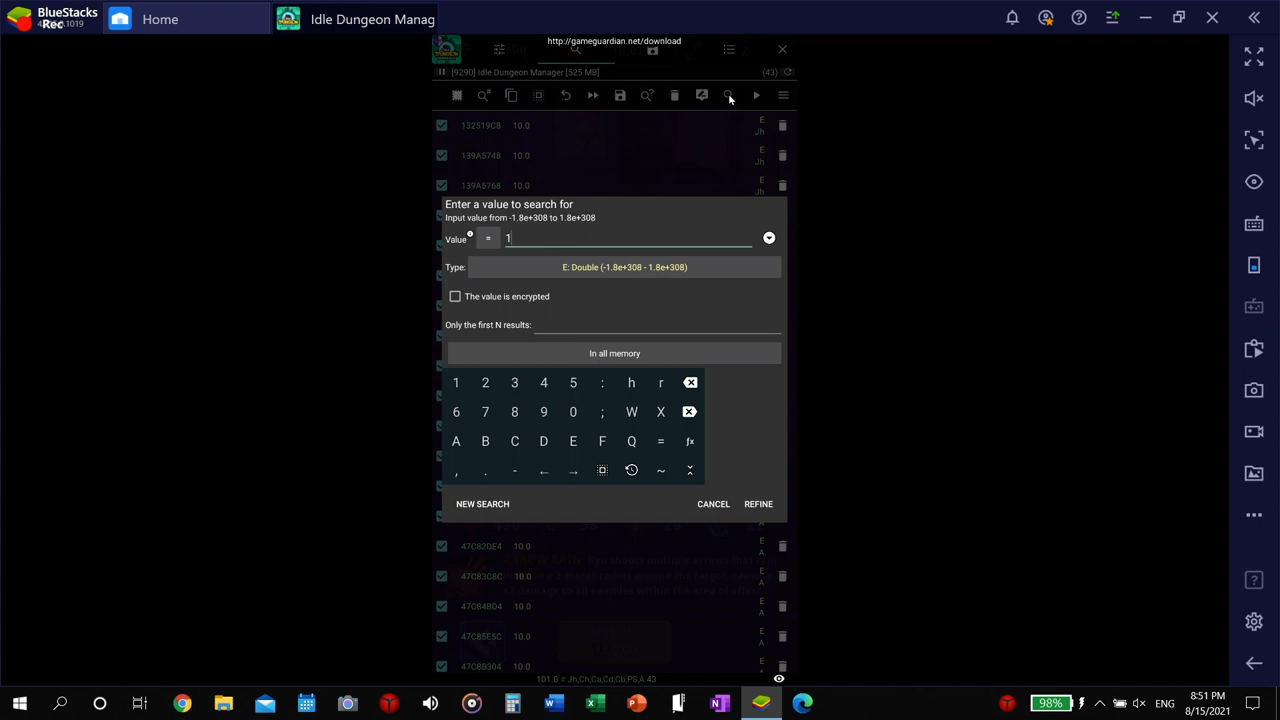 BlueStacks
Rec
Home
Idle Dungeon Manag
http://gameguardian.net/download
[9290] Idle Dungeon Manager [525 MB]
(43)
132519C8 10.0 E Jh
139A5748 10.0 E Jh
139A5768 10.0 E Jh
Enter a value to search for
Input value from -1.8e+308 to 1.8e+308
Value = 1
Type: E: Double (-1.8e+308 - 1.8e+308)
The value is encrypted
Only the first N results:
In all memory
1 2 3 4 5 : h r
6 7 8 9 0 ; W X
A B C D E F Q = fx
, . - ← → ~
NEW SEARCH CANCEL REFINE
47C82DE4 10.0 E A
47C83C8C 10.0 E A
47C84BD4 10.0 E A
47C85E5C 10.0 E A
47C8B304 10.0 E A
101.0 # Jh,Ch,Ca,Cd,Cb,PS,A 43
98% ENG
8:51 PM
8/15/2021